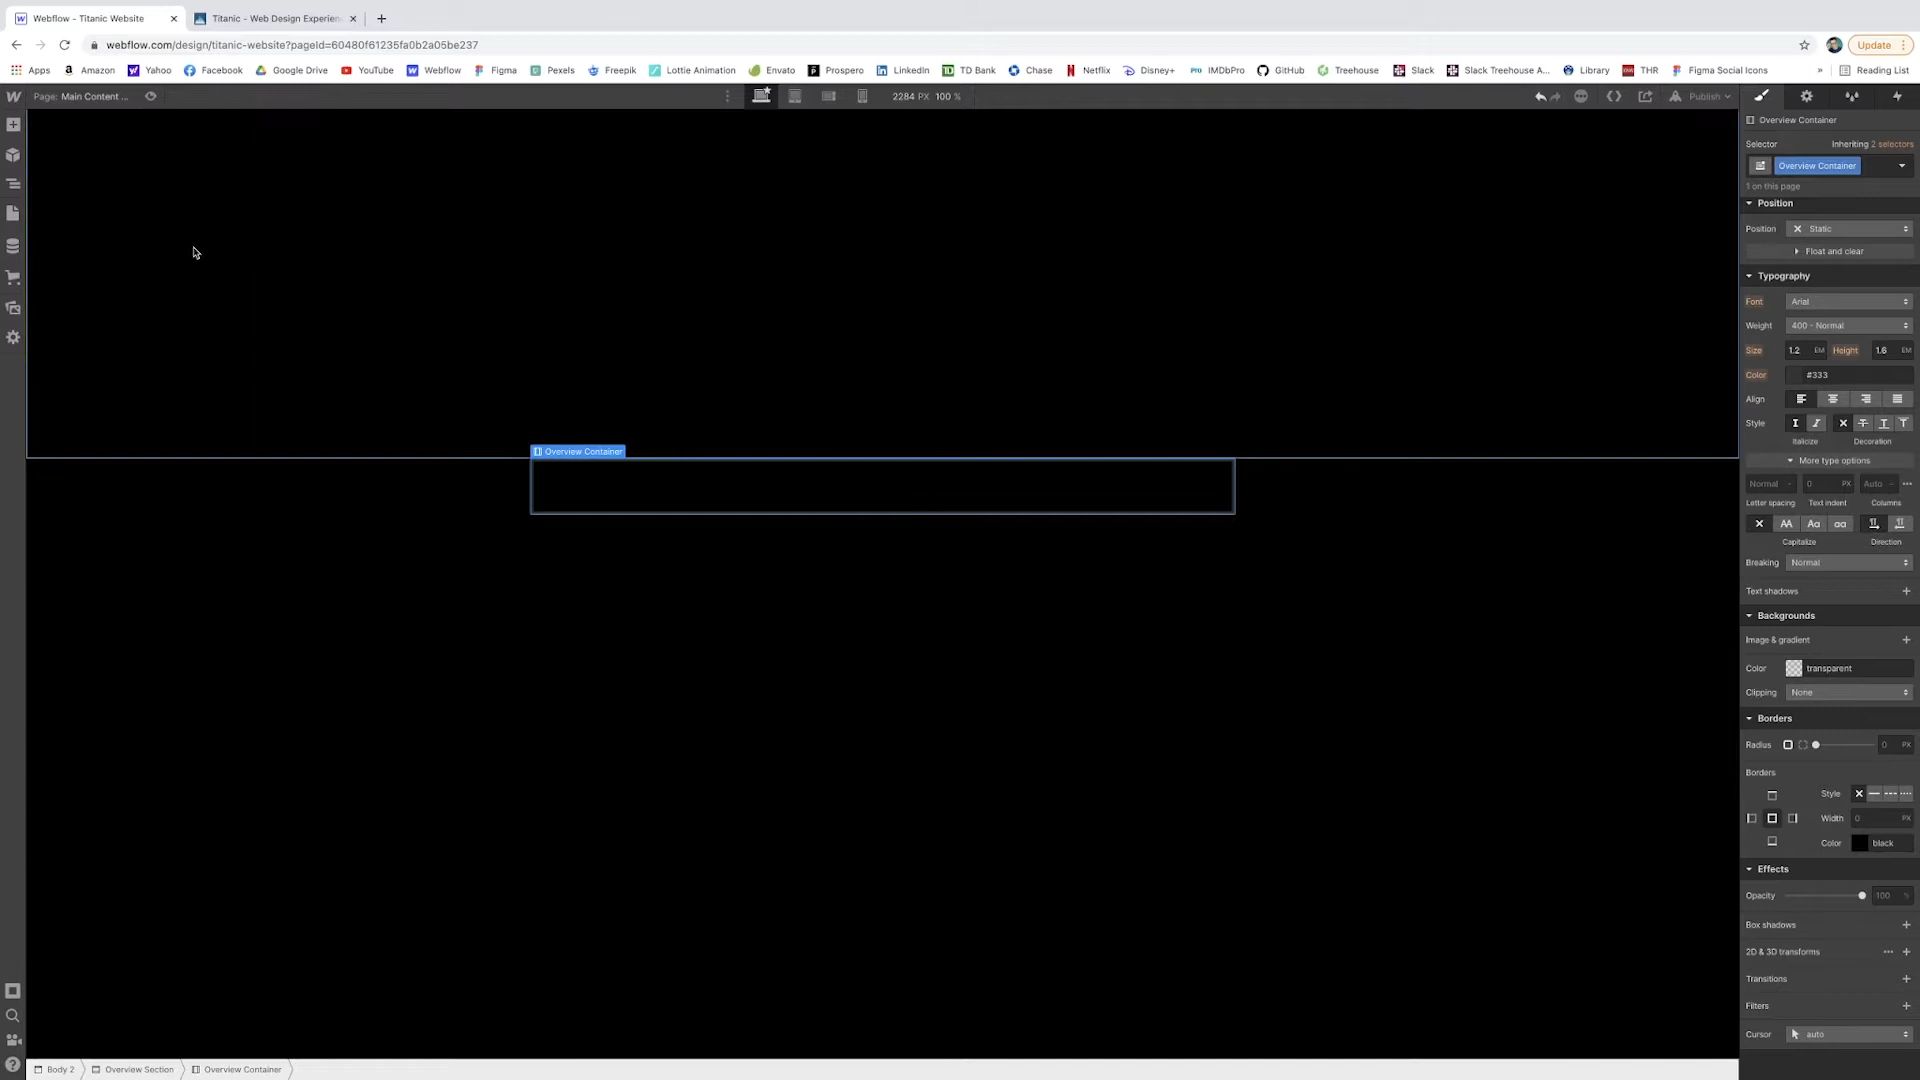 Webflow - Titanic Website
Titanic - Web Design Experien
webflow.com/design/titanic-website?pageId=60480f61235fa0b2a05be237
Update
Apps
Amazon
Yahoo
Facebook
Google Drive
YouTube
Webflow
Figma
Pexels
Freepik
Lottie Animation
Envato
Prospero
LinkedIn
TD Bank
Chase
Netflix
Disney+
IMDbPro
GitHub
Treehouse
Slack
Slack Treehouse A...
Library
THR
Figma Social Icons
»
Reading List
Page: Main Content ...
2284 PX 100 %
Publish
Overview Container
Selector
Inheriting 2 selectors
Overview Container
1 on this page
Position
Position
Static
Float and clear
Typography
Font
Arial
Weight
400 - Normal
Size
1.2 EM
Height
1.6 EM
Color
#333
Align
Style
Italicize
Decoration
More type options
Normal
0 PX
Auto
Letter spacing
Text indent
Columns
AA
Aa
aa
Capitalize
Direction
Breaking
Normal
Text shadows
Backgrounds
Image & gradient
Color
transparent
Clipping
None
Borders
Radius
0 PX
Borders
Style
Width
0 PX
Color
black
Effects
Opacity
100 %
Box shadows
2D & 3D transforms
Transitions
Filters
Cursor
auto
Overview Container
Body 2
Overview Section
Overview Container